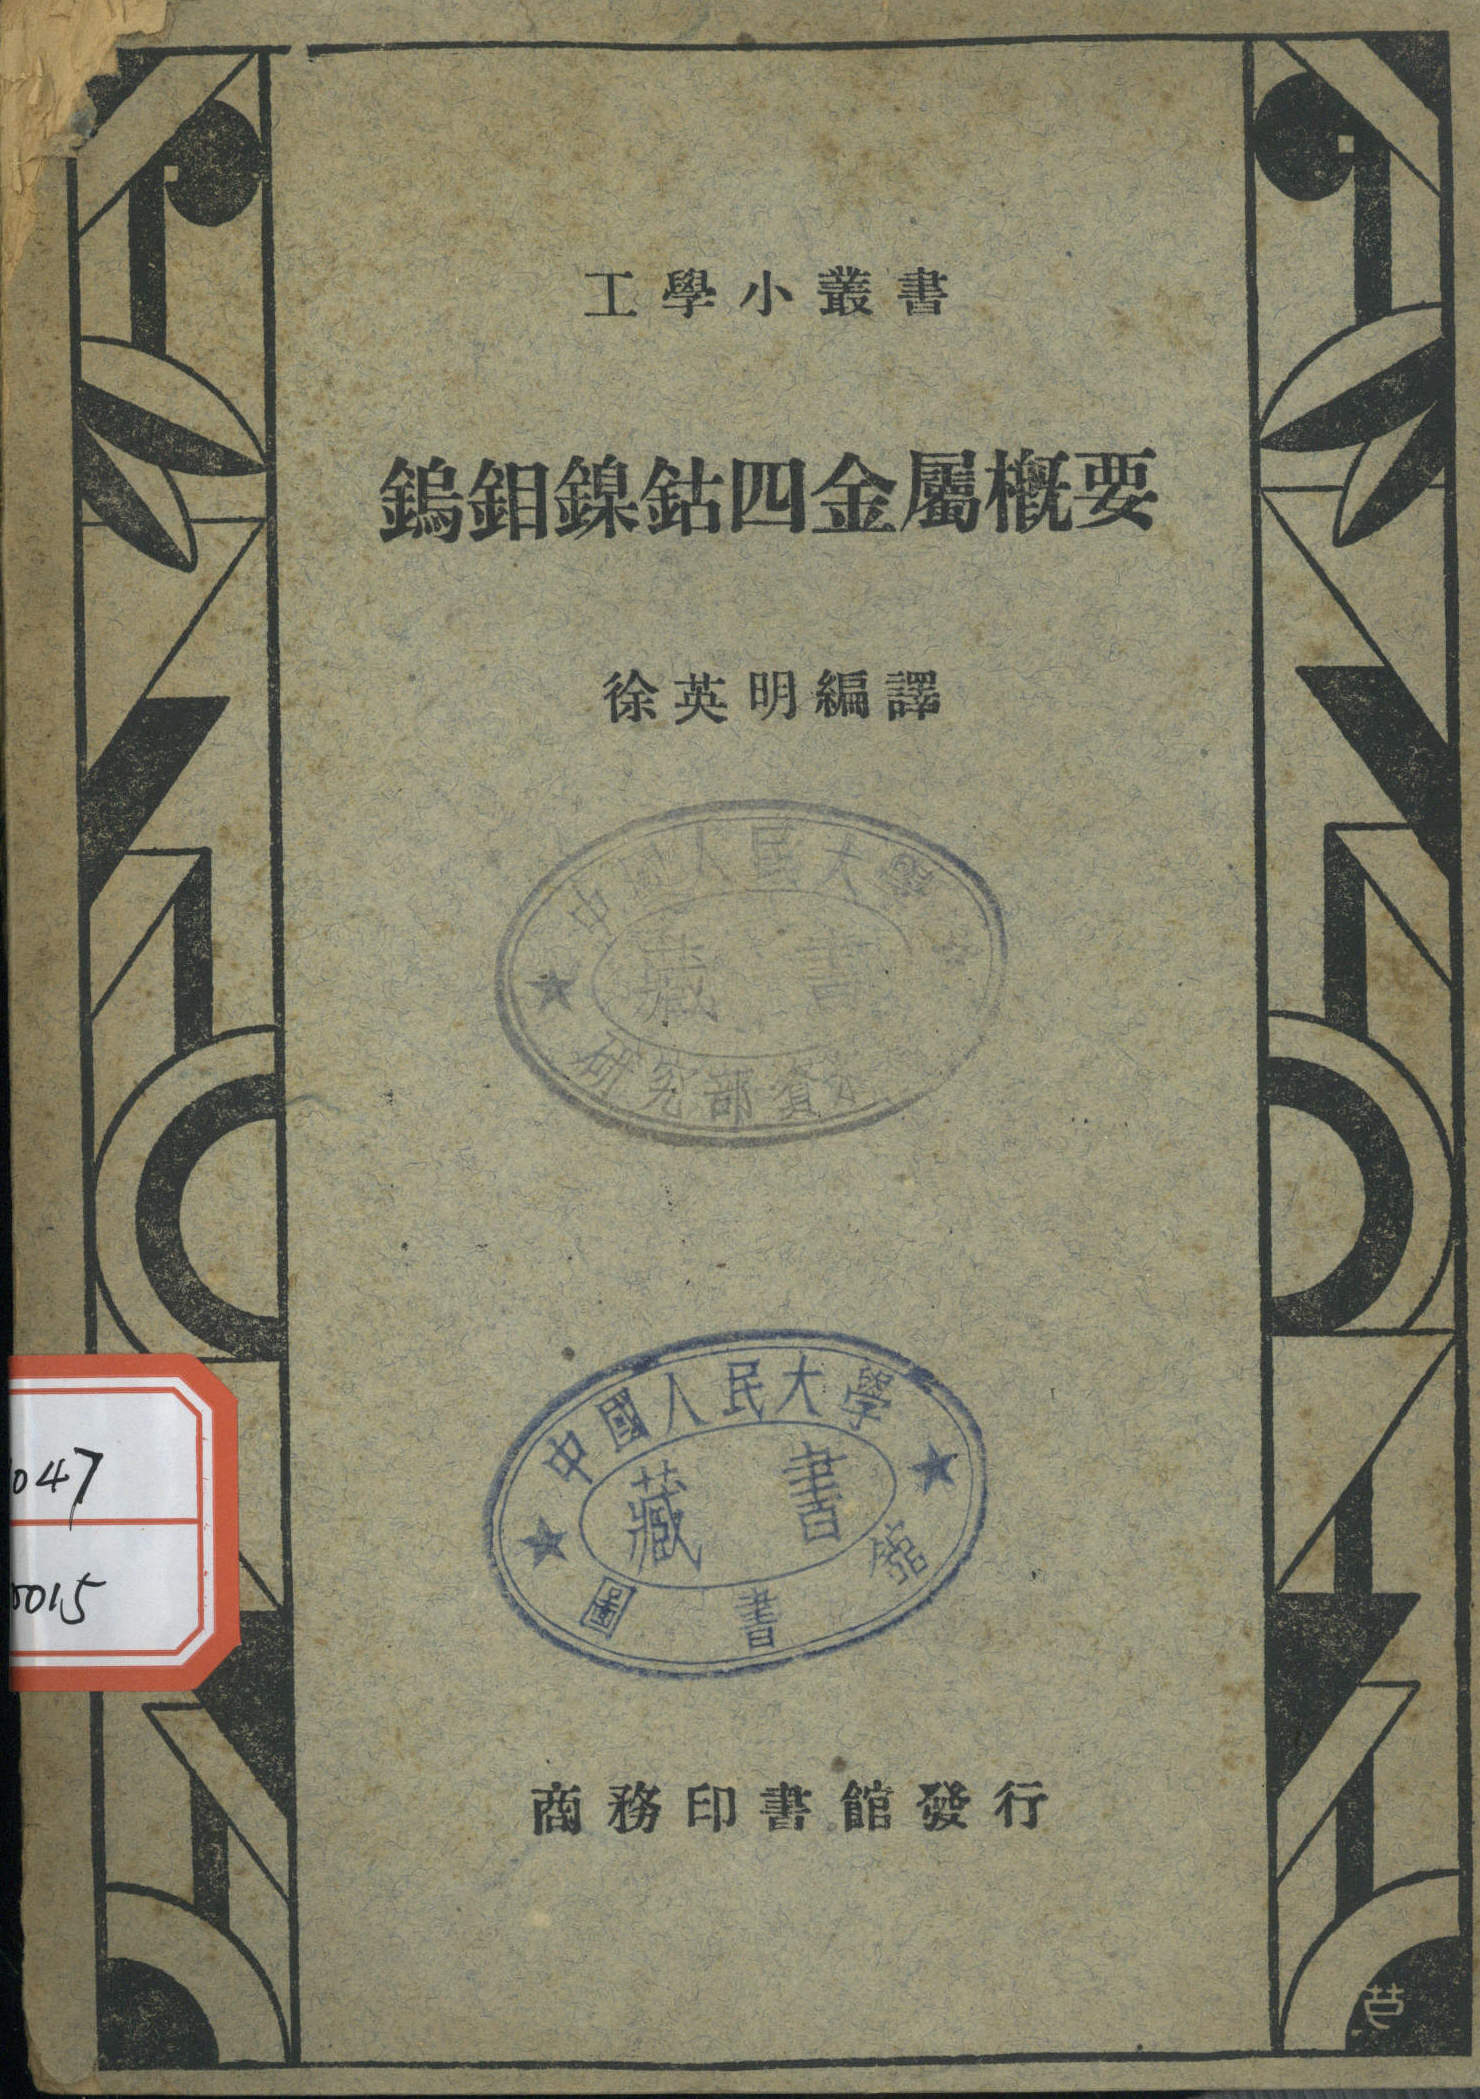 工學小叢書
鎢鉬鎳鈷四金屬概要
徐英明編譯
中國人民大學
藏書
研究部資
中國人民大學
藏書
圖書館
047
5015
商務印書館發行